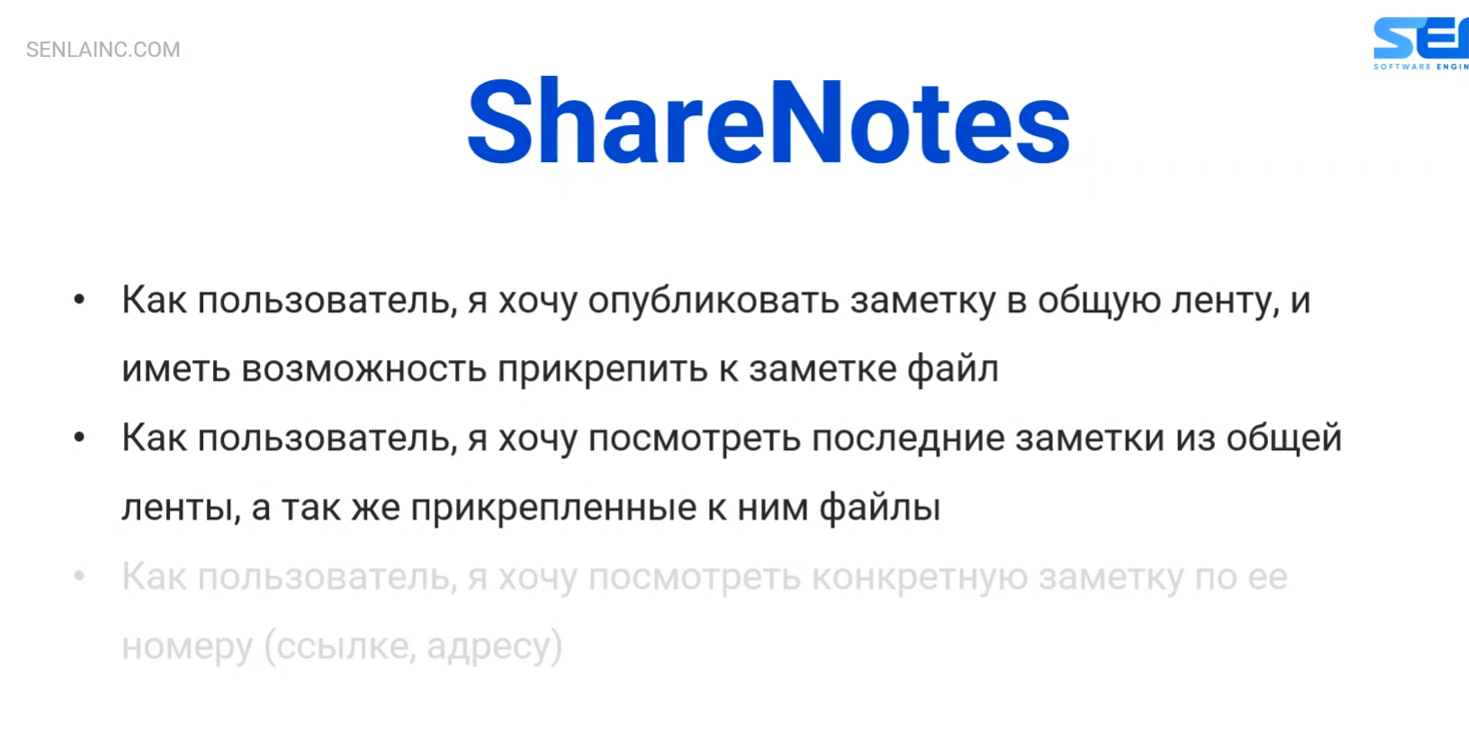 SENLAINC.COM
SOFTWARE ENGIN
ShareNotes
• Как пользователь, я хочу опубликовать заметку в общую ленту, и
иметь возможность прикрепить к заметке файл
• Как пользователь, я хочу посмотреть последние заметки из общей
ленты, а так же прикрепленные к ним файлы
• Как пользователь, я хочу посмотреть конкретную заметку по ее
номеру (ссылке, адресу)